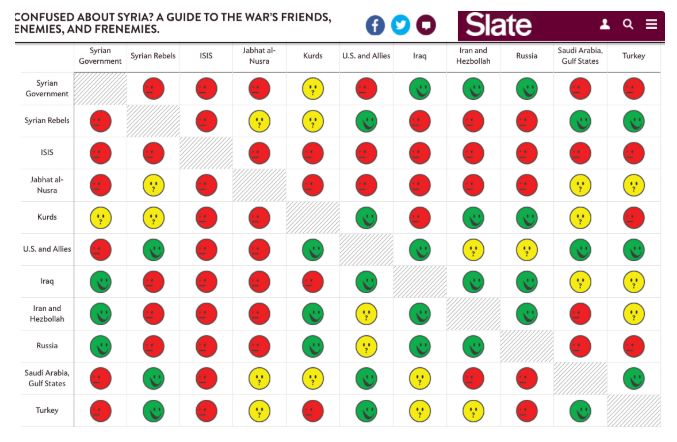 CONFUSED ABOUT SYRIA? A GUIDE TO THE WAR'S FRIENDS,
ENEMIES, AND FRENEMIES.
Slate
Syrian
Government
Syrian Rebels
ISIS
Jabhat al-
Nusra
Kurds
U.S. and Allies
Iraq
Iran and
Hezbollah
Russia
Saudi Arabia,
Gulf States
Turkey
Syrian
Government
Syrian Rebels
ISIS
Jabhat al-
Nusra
Kurds
U.S. and Allies
Iraq
Iran and
Hezbollah
Russia
Saudi Arabia,
Gulf States
Turkey